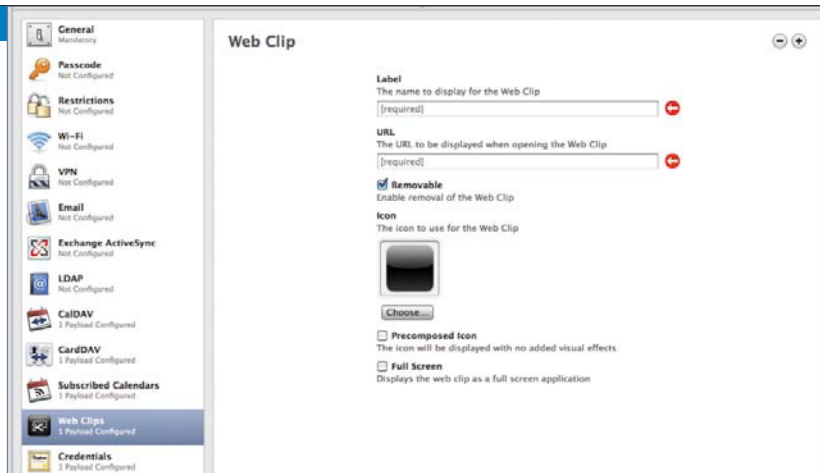 General
Mandatory
Passcode
Not Configured
Restrictions
Not Configured
Wi-Fi
Not Configured
VPN
Not Configured
Email
Not Configured
Exchange ActiveSync
Not Configured
LDAP
Not Configured
CalDAV
1 Payload Configured
CardDAV
1 Payload Configured
Subscribed Calendars
1 Payload Configured
Web Clips
1 Payload Configured
Credentials
1 Payload Configured
Web Clip
Label
The name to display for the Web Clip
[required]
URL
The URL to be displayed when opening the Web Clip
[required]
Removable
Enable removal of the Web Clip
Icon
The icon to use for the Web Clip
Choose...
Precomposed Icon
The icon will be displayed with no added visual effects
Full Screen
Displays the web clip as a full screen application